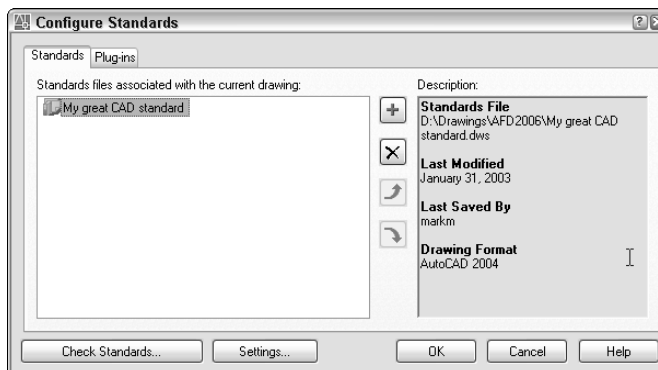 Configure Standards
Standards
Plug-ins
Standards files associated with the current drawing:
My great CAD standard
Description:
Standards File
D:\Drawings\AFD2006\My great CAD
standard.dws
Last Modified
January 31, 2003
Last Saved By
markm
Drawing Format
AutoCAD 2004
Check Standards...
Settings...
OK
Cancel
Help